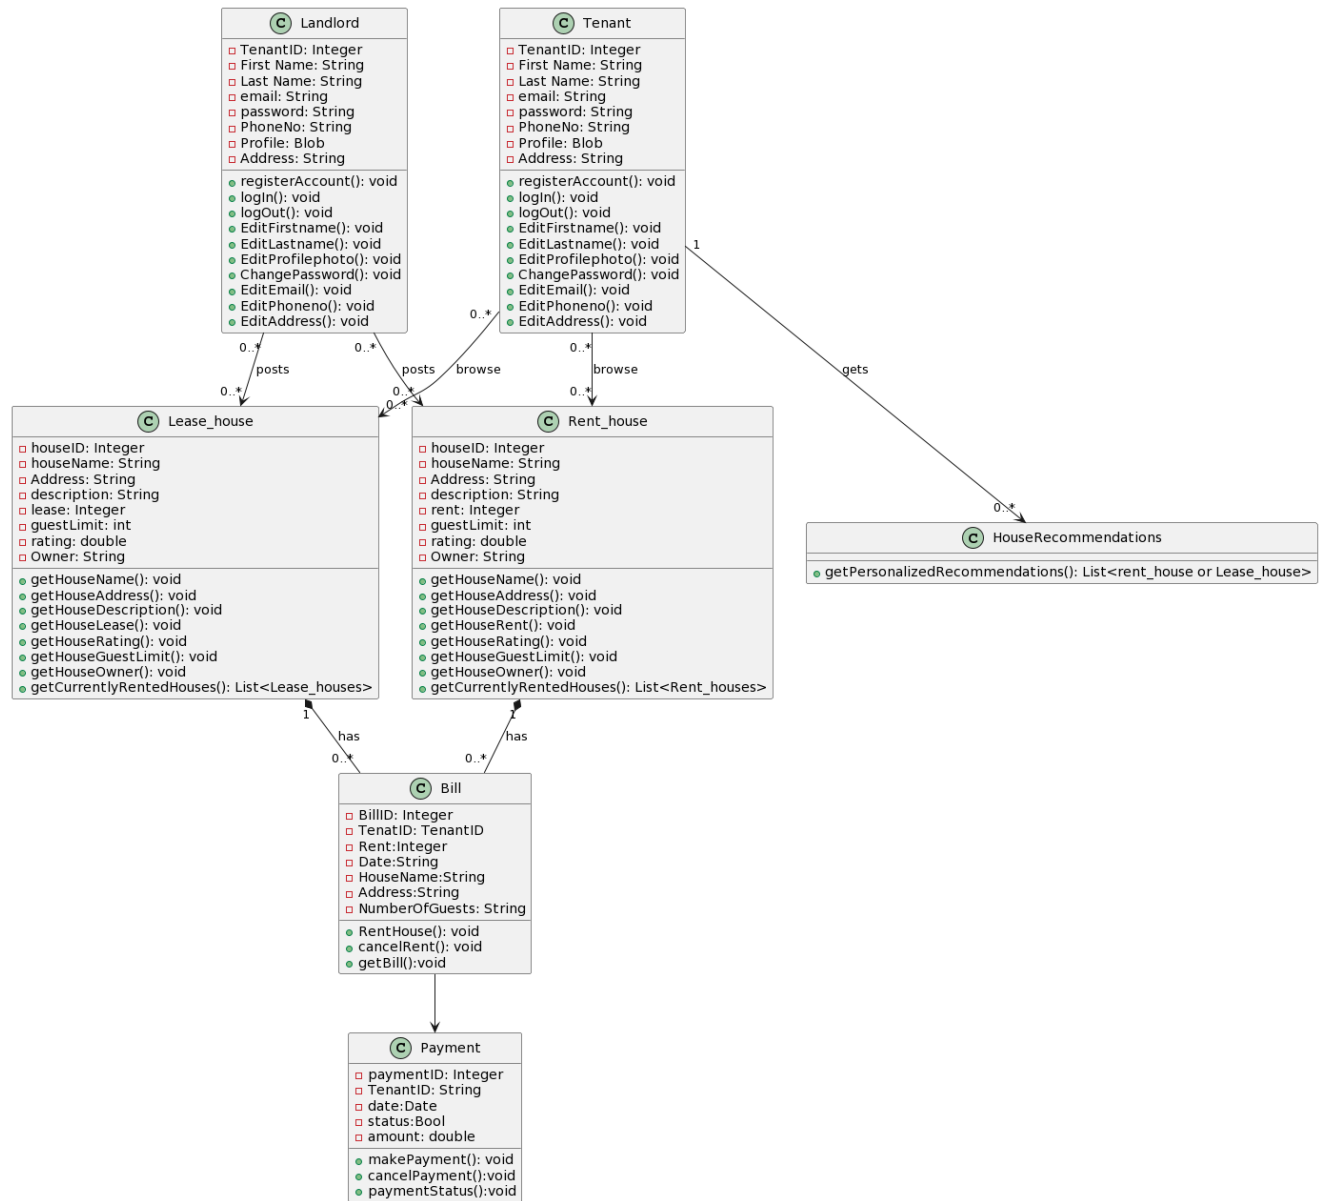 C Landlord
TenantID: Integer
First Name: String
Last Name: String
email: String
password: String
PhoneNo: String
Profile: Blob
Address: String
registerAccount(): void
logIn(): void
logOut(): void
EditFirstname(): void
EditLastname(): void
EditProfilephoto(): void
ChangePassword(): void
EditEmail(): void
EditPhoneno(): void
EditAddress(): void
C Tenant
TenantID: Integer
First Name: String
Last Name: String
email: String
password: String
PhoneNo: String
Profile: Blob
Address: String
registerAccount(): void
logIn(): void
logOut(): void
EditFirstname(): void
EditLastname(): void
EditProfilephoto(): void
ChangePassword(): void
EditEmail(): void
EditPhoneno(): void
EditAddress(): void
1
0..*
0..*
0..*
0..*
posts
posts
browse
browse
gets
0..*
0..*
0..*
0..*
0..*
C Lease_house
houseID: Integer
houseName: String
Address: String
description: String
lease: Integer
guestLimit: int
rating: double
Owner: String
getHouseName(): void
getHouseAddress(): void
getHouseDescription(): void
getHouseLease(): void
getHouseRating(): void
getHouseGuestLimit(): void
getHouseOwner(): void
getCurrentlyRentedHouses(): List<Lease_houses>
C Rent_house
houseID: Integer
houseName: String
Address: String
description: String
rent: Integer
guestLimit: int
rating: double
Owner: String
getHouseName(): void
getHouseAddress(): void
getHouseDescription(): void
getHouseRent(): void
getHouseRating(): void
getHouseGuestLimit(): void
getHouseOwner(): void
getCurrentlyRentedHouses(): List<Rent_houses>
C HouseRecommendations
getPersonalizedRecommendations(): List<rent_house or Lease_house>
1
1
has
has
0..*
0..*
C Bill
BillID: Integer
TenatID: TenantID
Rent:Integer
Date:String
HouseName:String
Address:String
NumberOfGuests: String
RentHouse(): void
cancelRent(): void
getBill():void
C Payment
paymentID: Integer
TenantID: String
date:Date
status:Bool
amount: double
makePayment(): void
cancelPayment():void
paymentStatus():void